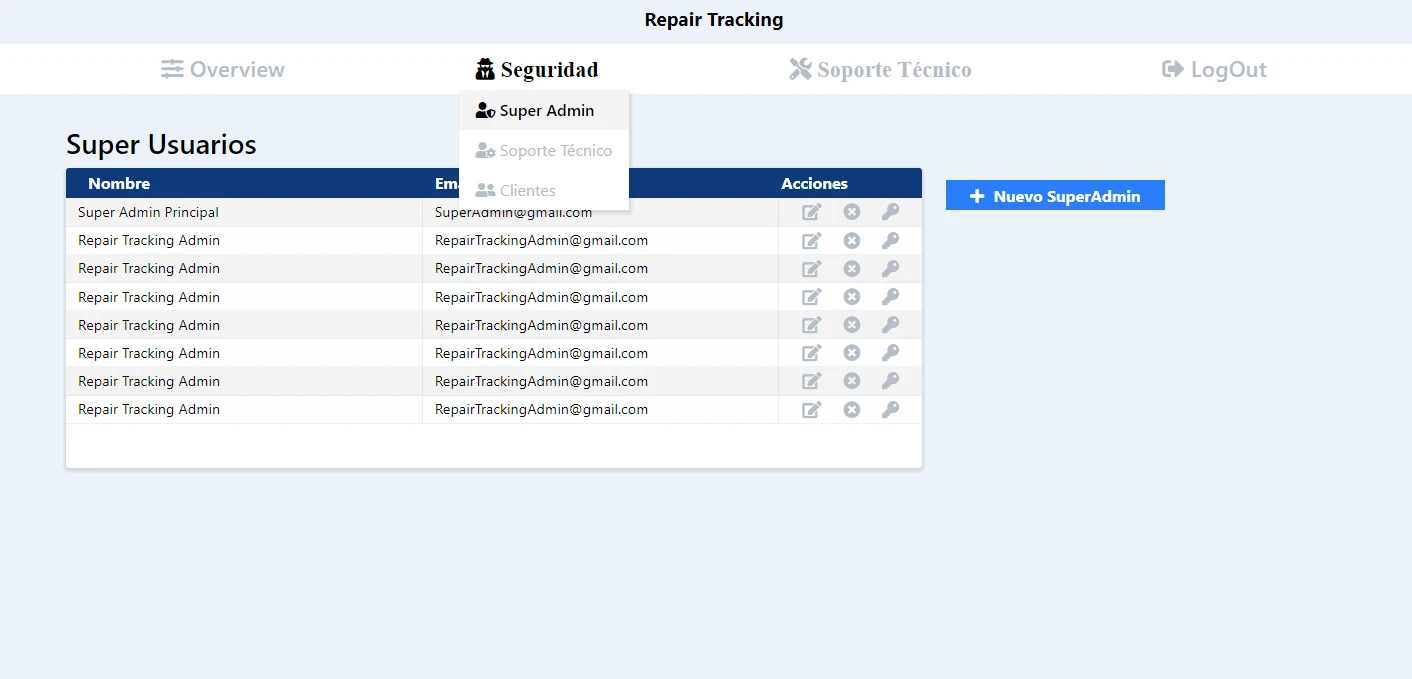 Repair Tracking
Overview Seguridad Soporte Técnico LogOut
Super Admin
Soporte Técnico
Clientes
Super Usuarios
Nombre Acciones
Nuevo SuperAdmin
Super Admin Principal SuperAdmin@gmail.com
Repair Tracking Admin RepairTrackingAdmin@gmail.com
Repair Tracking Admin RepairTrackingAdmin@gmail.com
Repair Tracking Admin RepairTrackingAdmin@gmail.com
Repair Tracking Admin RepairTrackingAdmin@gmail.com
Repair Tracking Admin RepairTrackingAdmin@gmail.com
Repair Tracking Admin RepairTrackingAdmin@gmail.com
Repair Tracking Admin RepairTrackingAdmin@gmail.com